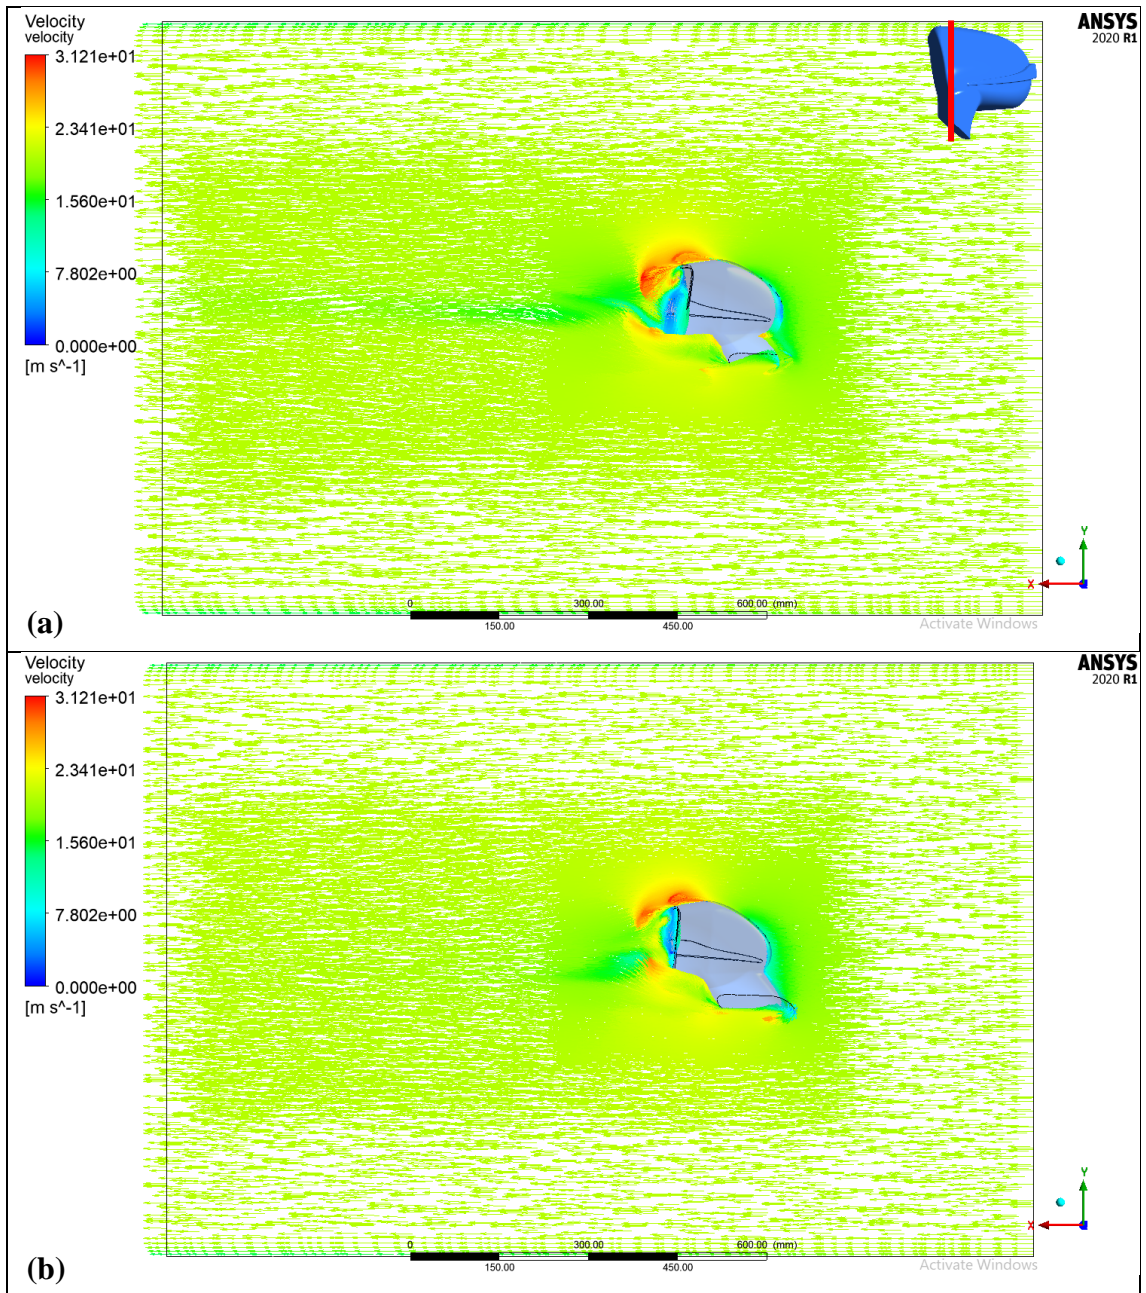 Velocity
velocity
3.121e+01
2.341e+01
1.560e+01
7.802e+00
0.000e+00
[m s^-1]
ANSYS
2020 R1
Y
X
0 300.00 600.00 (mm)
150.00 450.00
Activate Windows
(a)
Velocity
velocity
3.121e+01
2.341e+01
1.560e+01
7.802e+00
0.000e+00
[m s^-1]
ANSYS
2020 R1
Y
X
0 300.00 600.00 (mm)
150.00 450.00
Activate Windows
(b)